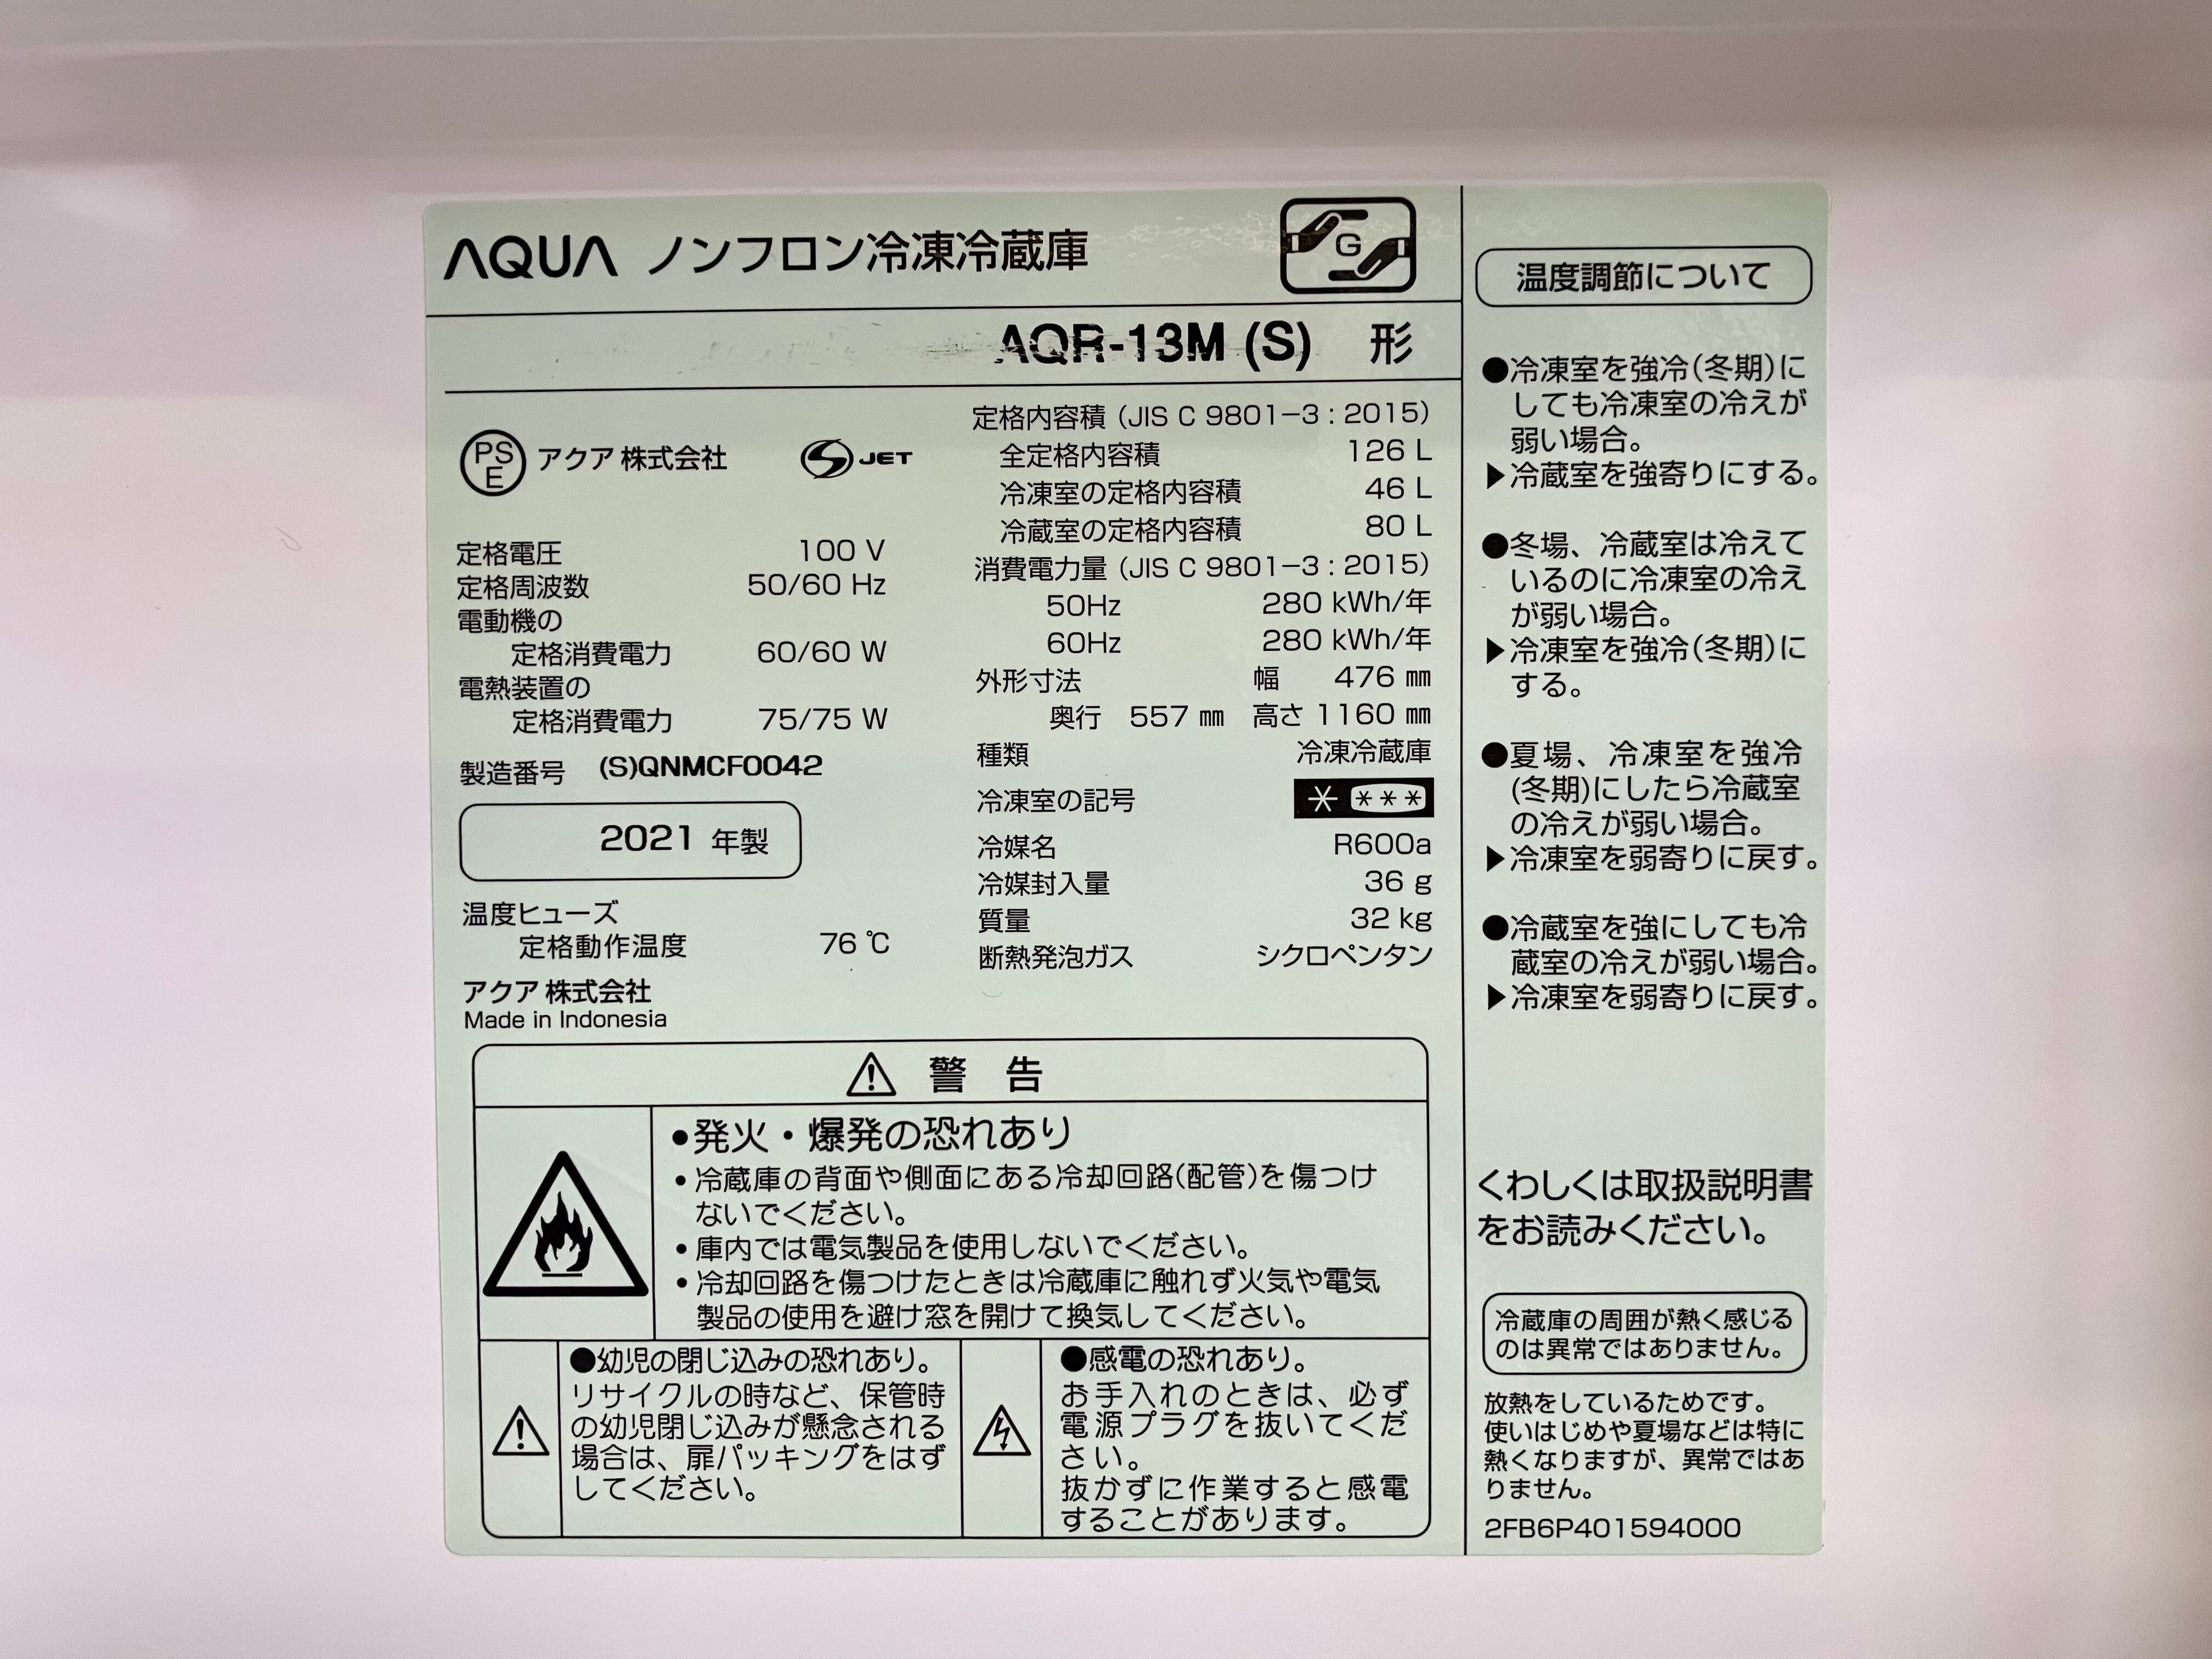 AQUA ノンフロン冷凍冷蔵庫
G
AQR-13M (S) 形
PSE アクア 株式会社 S JET
定格電圧 100 V
定格周波数 50/60 Hz
電動機の
定格消費電力 60/60 W
電熱装置の
定格消費電力 75/75 W
製造番号 (S)QNMCF0042
2021 年製
温度ヒューズ
定格動作温度 76 ℃
アクア 株式会社
Made in Indonesia
定格内容積 (JIS C 9801−3 : 2015)
全定格内容積 126 L
冷凍室の定格内容積 46 L
冷蔵室の定格内容積 80 L
消費電力量 (JIS C 9801−3 : 2015)
50Hz 280 kWh/年
60Hz 280 kWh/年
外形寸法 幅 476 ㎜
奥行 557 ㎜ 高さ 1160 ㎜
種類 冷凍冷蔵庫
冷凍室の記号 * ***
冷媒名 R600a
冷媒封入量 36 g
質量 32 kg
断熱発泡ガス シクロペンタン
警 告
•発火・爆発の恐れあり
•冷蔵庫の背面や側面にある冷却回路(配管)を傷つけ
ないでください。
•庫内では電気製品を使用しないでください。
•冷却回路を傷つけたときは冷蔵庫に触れず火気や電気
製品の使用を避け窓を開けて換気してください。
●幼児の閉じ込みの恐れあり。
リサイクルの時など、保管時
の幼児閉じ込みが懸念される
場合は、扉パッキングをはず
してください。
●感電の恐れあり。
お手入れのときは、必ず
電源プラグを抜いてくだ
さい。
抜かずに作業すると感電
することがあります。
温度調節について
●冷凍室を強冷(冬期)に
しても冷凍室の冷えが
弱い場合。
▶冷蔵室を強寄りにする。
●冬場、冷蔵室は冷えて
いるのに冷凍室の冷え
が弱い場合。
▶冷凍室を強冷(冬期)に
する。
●夏場、冷凍室を強冷
(冬期)にしたら冷蔵室
の冷えが弱い場合。
▶冷凍室を弱寄りに戻す。
●冷蔵室を強にしても冷
蔵室の冷えが弱い場合。
▶冷凍室を弱寄りに戻す。
くわしくは取扱説明書
をお読みください。
冷蔵庫の周囲が熱く感じる
のは異常ではありません。
放熱をしているためです。
使いはじめや夏場などは特に
熱くなりますが、異常ではあ
りません。
2FB6P401594000